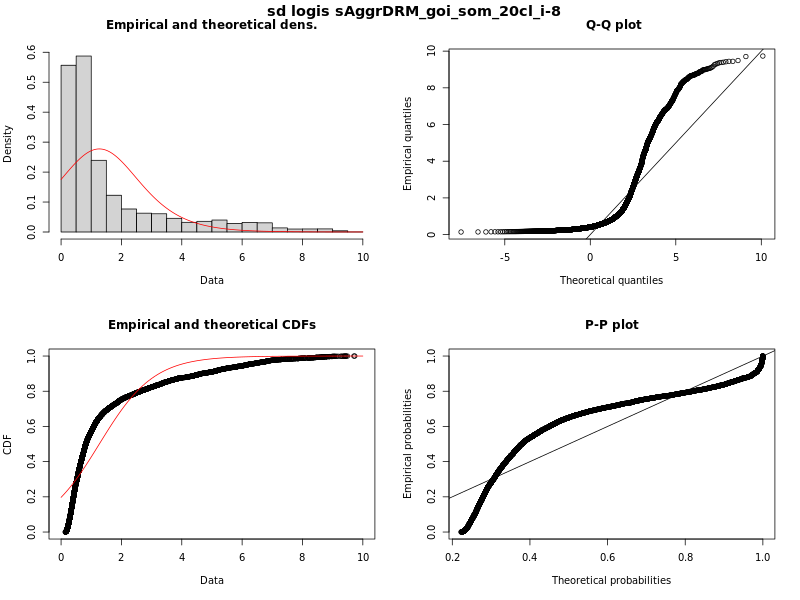 sd logis sAggrDRM_goi_som_20cl_i-8
Empirical and theoretical dens.
Density
0.0 0.1 0.2 0.3 0.4 0.5 0.6
0 2 4 6 8 10
Data
Q-Q plot
Empirical quantiles
0 2 4 6 8 10
-5 0 5 10
Theoretical quantiles
Empirical and theoretical CDFs
CDF
0.0 0.2 0.4 0.6 0.8 1.0
0 2 4 6 8 10
Data
P-P plot
Empirical probabilities
0.0 0.2 0.4 0.6 0.8 1.0
0.2 0.4 0.6 0.8 1.0
Theoretical probabilities